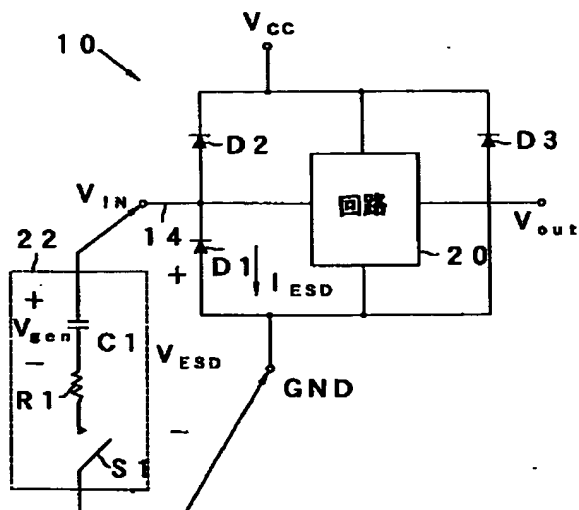 10
VCC
D2
D3
VIN
回路
14
Vout
22
D1
20
+
IESD
+
Vgen
C1
VESD
-
R1
GND
-
S1